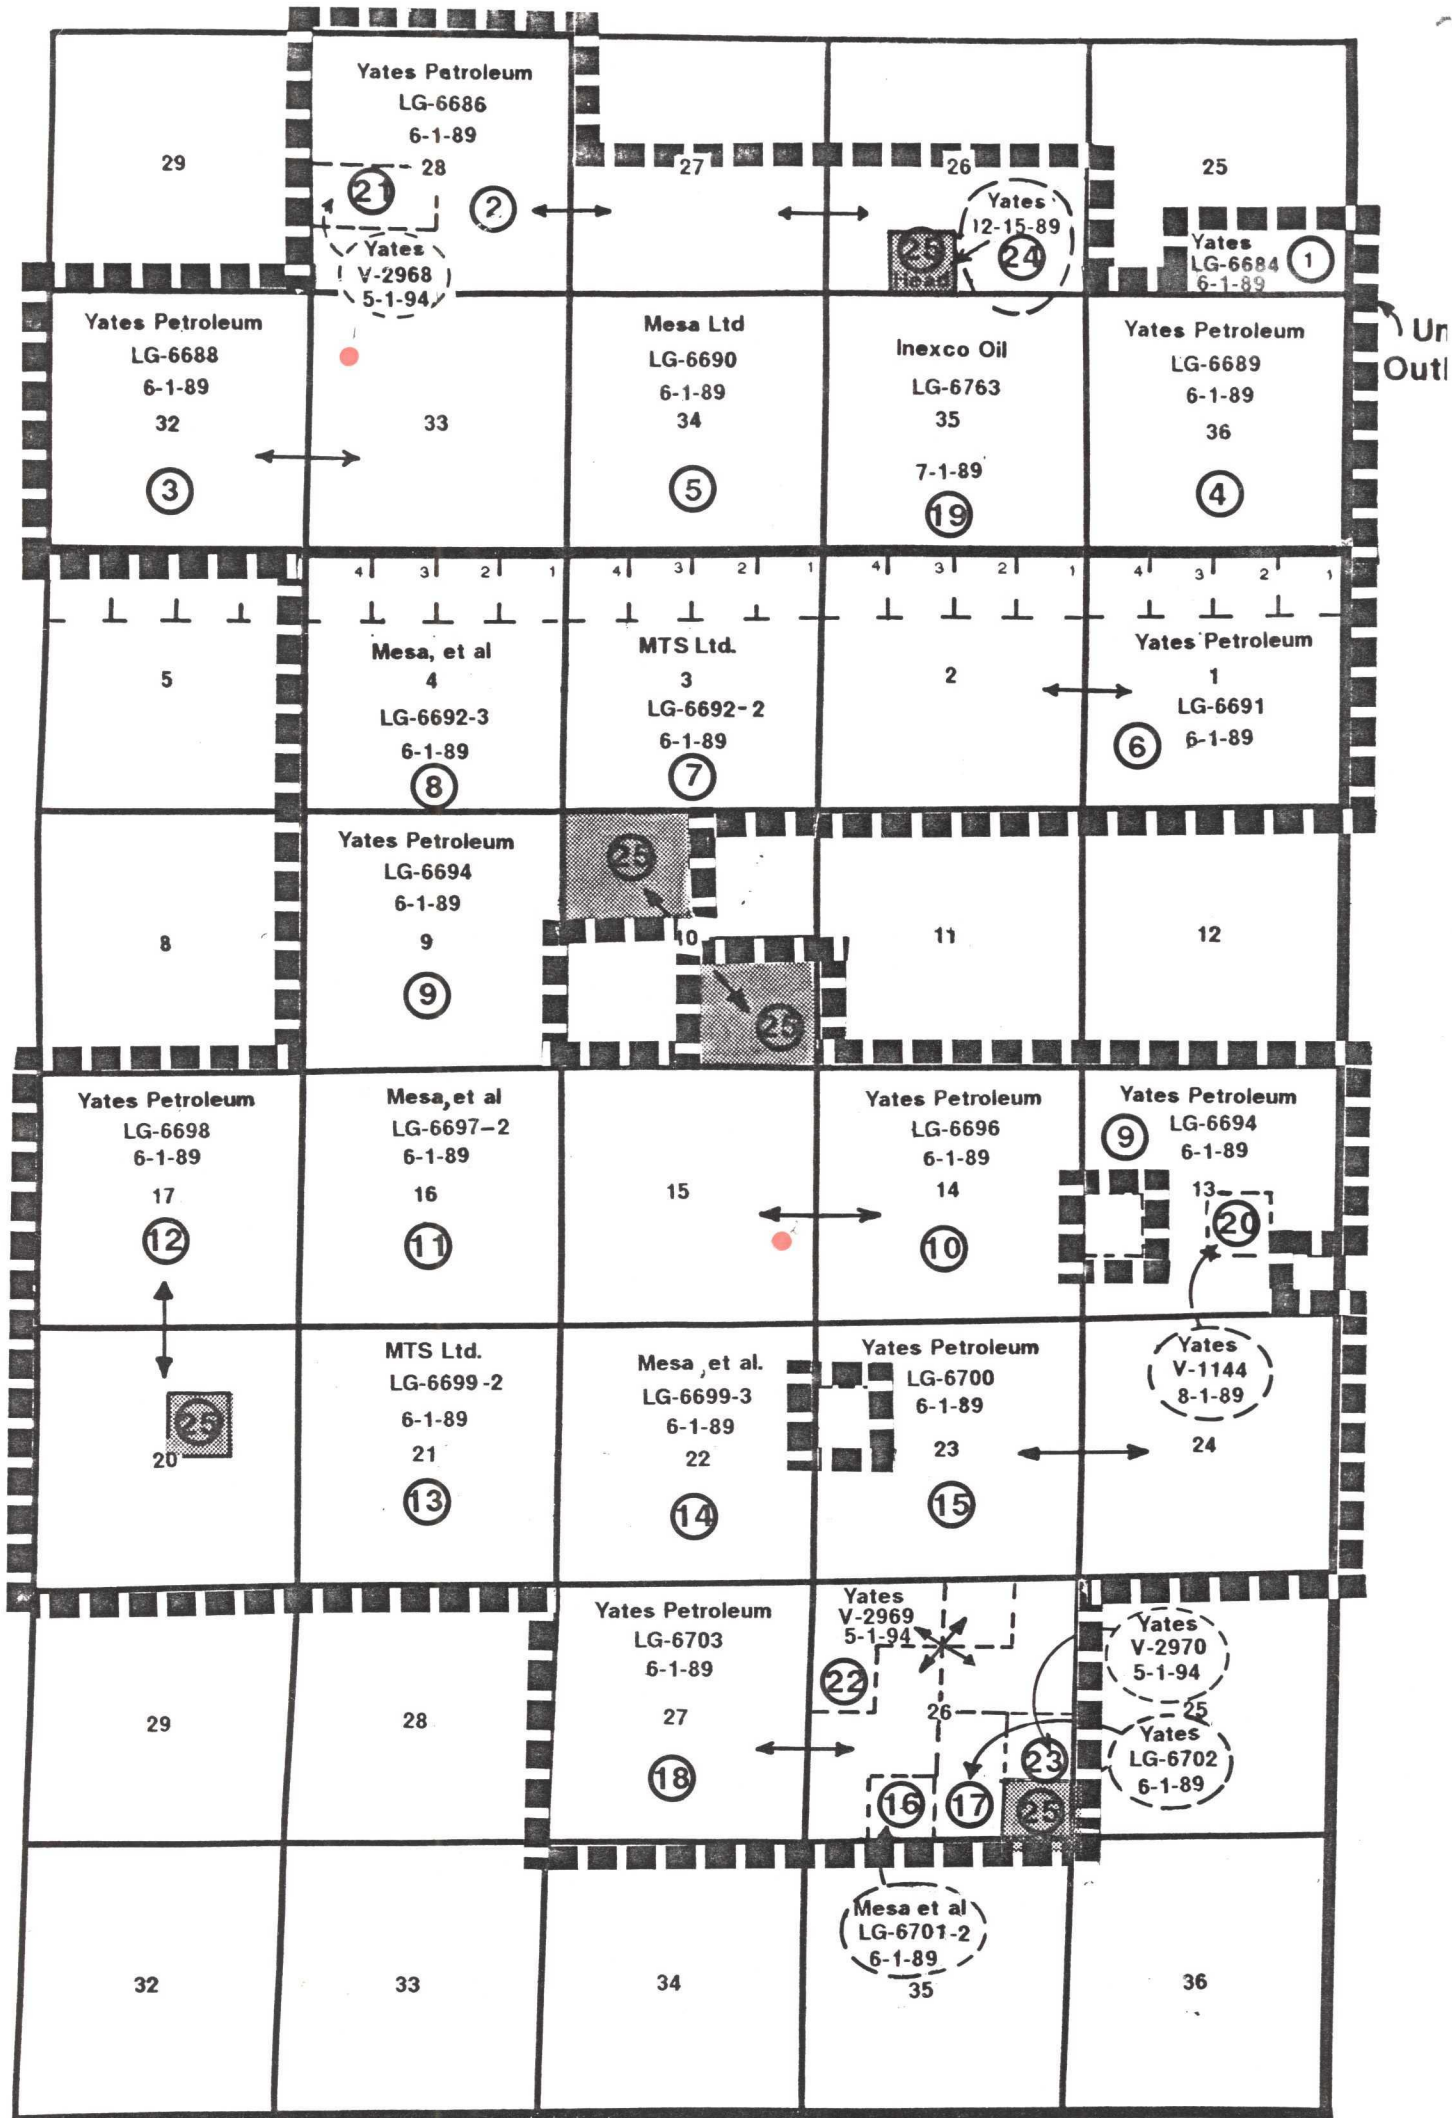 Yates Petroleum
LG-6686
6-1-89
29
28
27
26
25
21
2
Yates
V-2968
5-1-94
Yates
12-15-89
24
25
Yates
LG-6684
6-1-89
1
Yates Petroleum
LG-6688
6-1-89
32
3
33
Mesa Ltd
LG-6690
6-1-89
34
5
Inexco Oil
LG-6763
35
7-1-89
19
Yates Petroleum
LG-6689
6-1-89
36
4
4 3 2 1
4 3 2 1
4 3 2 1
4 3 2 1
5
Mesa, et al
4
LG-6692-3
6-1-89
8
MTS Ltd.
3
LG-6692-2
6-1-89
7
2
Yates Petroleum
1
LG-6691
6-1-89
6
8
Yates Petroleum
LG-6694
6-1-89
9
9
25
10
25
11
12
Yates Petroleum
LG-6698
6-1-89
17
12
Mesa, et al
LG-6697-2
6-1-89
16
11
15
Yates Petroleum
LG-6696
6-1-89
14
10
Yates Petroleum
LG-6694
9
6-1-89
13
20
25
20
MTS Ltd.
LG-6699-2
6-1-89
21
13
Mesa, et al.
LG-6699-3
6-1-89
22
14
Yates Petroleum
LG-6700
6-1-89
23
15
Yates
V-1144
8-1-89
24
29
28
Yates Petroleum
LG-6703
6-1-89
27
18
Yates
V-2969
5-1-94
22
26
16
17
23
25
Yates
V-2970
5-1-94
25
Yates
LG-6702
6-1-89
32
33
34
Mesa et al
LG-6701-2
6-1-89
35
36